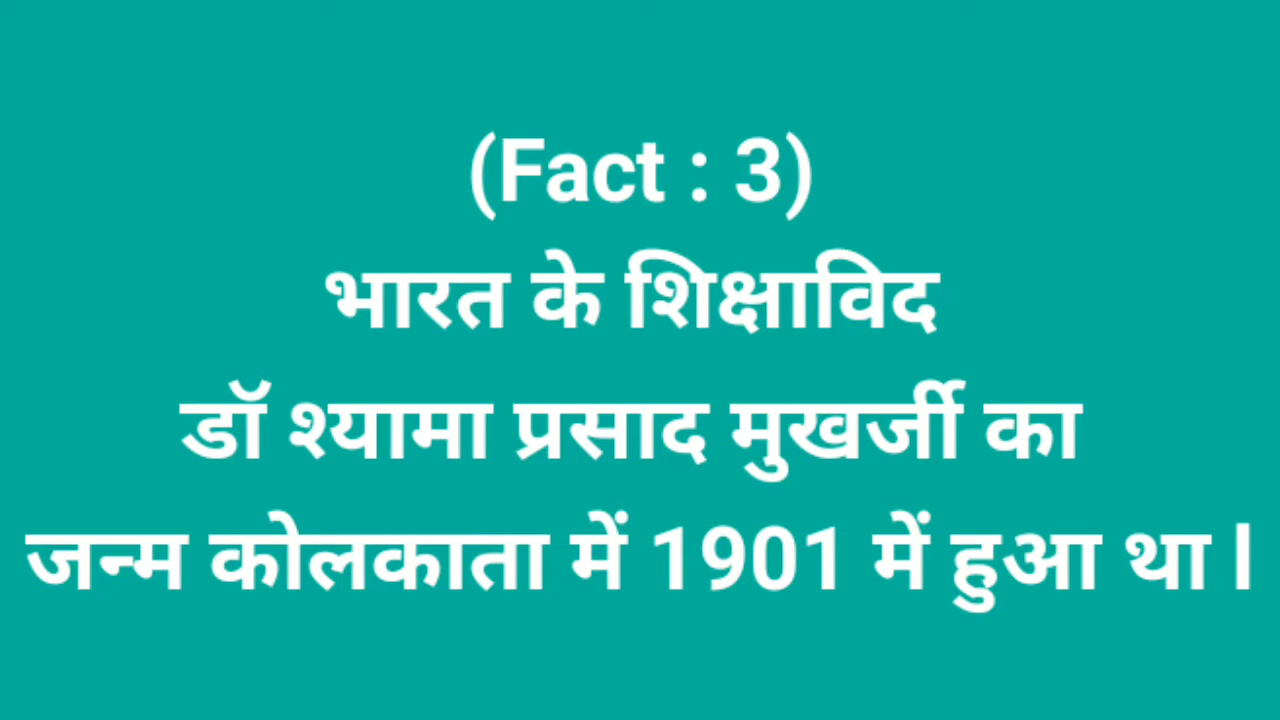 (Fact : 3)
भारत के शिक्षाविद
डॉ श्यामा प्रसाद मुखर्जी का
जन्म कोलकाता में 1901 में हुआ था l